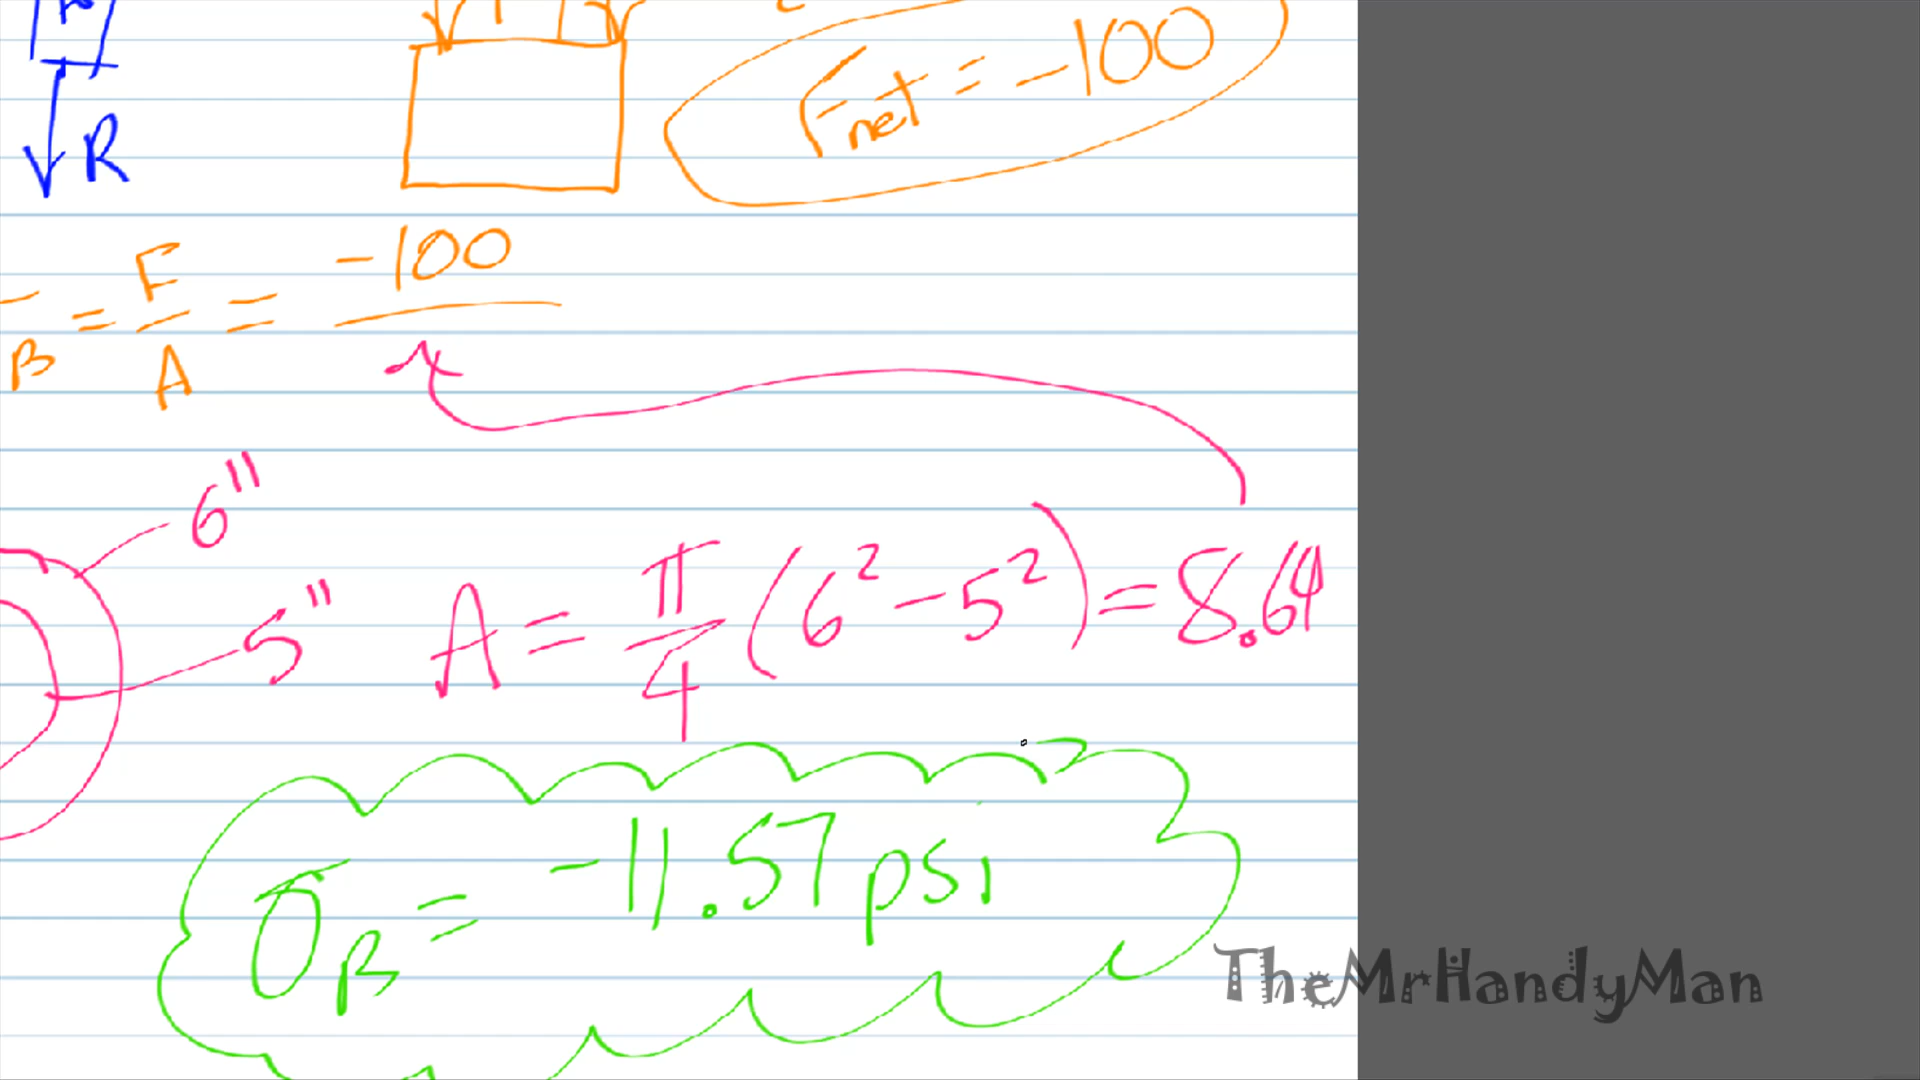 F_net = -100
R
σ_B = F/A = -100/
6"
5"
A = π/4 (6² - 5²) = 8.64
σ_B = -11.57 psi
TheMrHandyMan